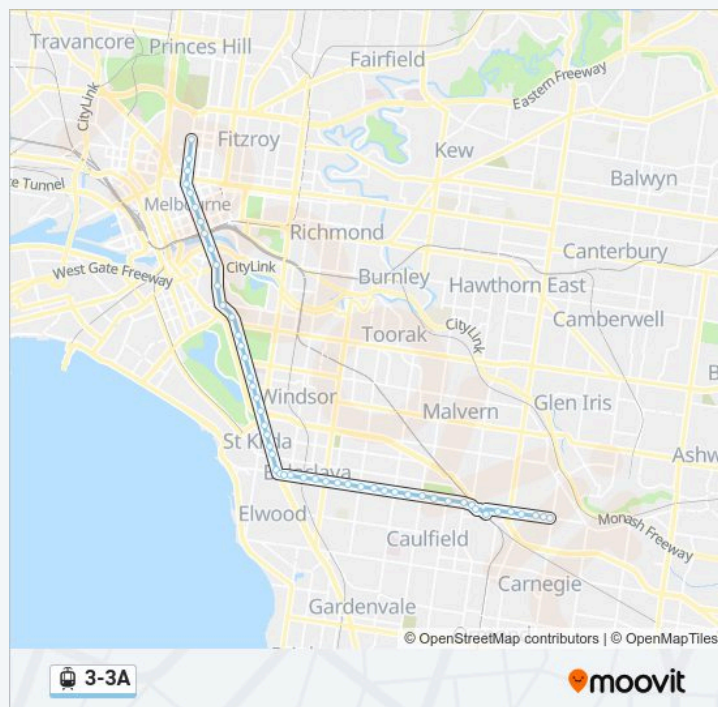 Travancore
Princes Hill
Fairfield
CityLink
Eastern Freeway
Fitzroy
Kew
Balwyn
e Tunnel
Melbourne
Richmond
Canterbury
West Gate Freeway
CityLink
Burnley
Hawthorn East
Camberwell
Toorak
CityLink
B
Windsor
Malvern
Glen Iris
St Kilda
Ashw
Balaclava
Elwood
Monash Freeway
Caulfield
Carnegie
Gardenvale
© OpenStreetMap contributors | © OpenMapTiles
3-3A
moovit